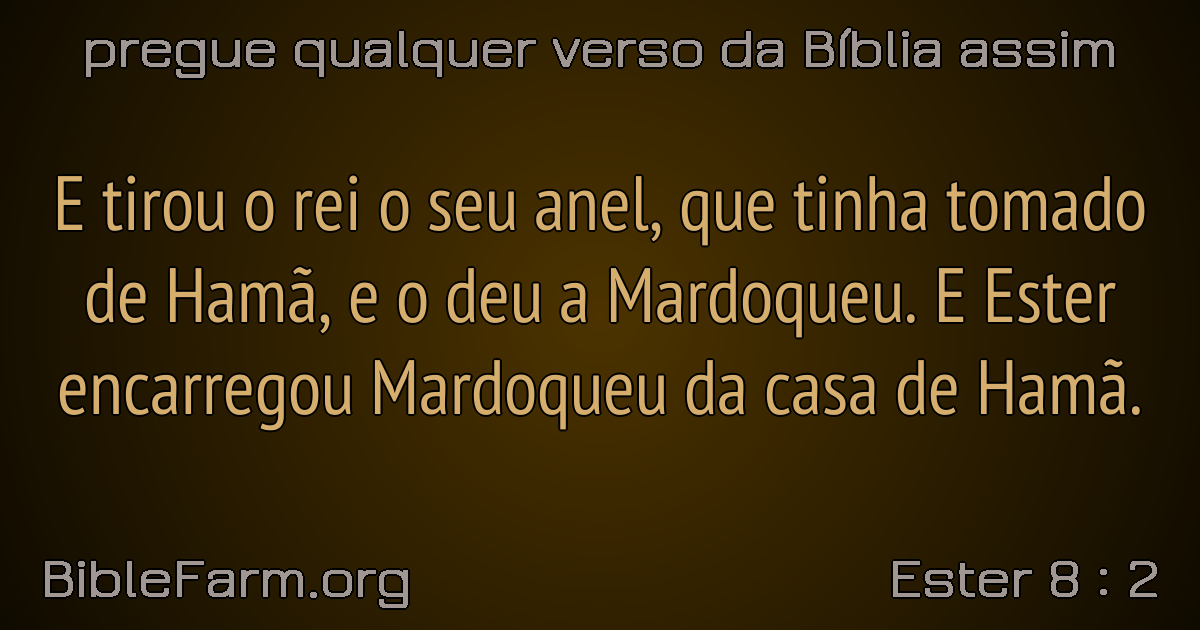 pregue qualquer verso da Bíblia assim
E tirou o rei o seu anel, que tinha tomado
de Hamã, e o deu a Mardoqueu. E Ester
encarregou Mardoqueu da casa de Hamã.
BibleFarm.org
Ester 8 : 2